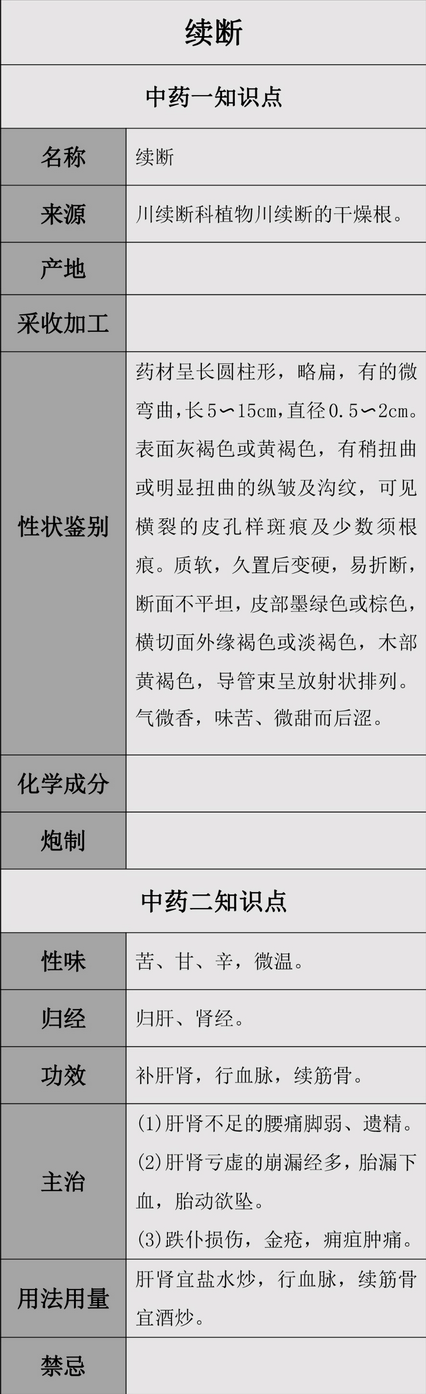 续断
中药一知识点
名称
续断
来源
川续断科植物川续断的干燥根。
产地
采收加工
性状鉴别
药材呈长圆柱形，略扁，有的微
弯曲，长5～15cm，直径0.5～2cm。
表面灰褐色或黄褐色，有稍扭曲
或明显扭曲的纵皱及沟纹，可见
横裂的皮孔样斑痕及少数须根
痕。质软，久置后变硬，易折断，
断面不平坦，皮部墨绿色或棕色，
横切面外缘褐色或淡褐色，木部
黄褐色，导管束呈放射状排列。
气微香，味苦、微甜而后涩。
化学成分
炮制
中药二知识点
性味
苦、甘、辛，微温。
归经
归肝、肾经。
功效
补肝肾，行血脉，续筋骨。
主治
(1)肝肾不足的腰痛脚弱、遗精。
(2)肝肾亏虚的崩漏经多，胎漏下
血，胎动欲坠。
(3)跌仆损伤，金疮，痈疽肿痛。
用法用量
肝肾宜盐水炒，行血脉，续筋骨
宜酒炒。
禁忌